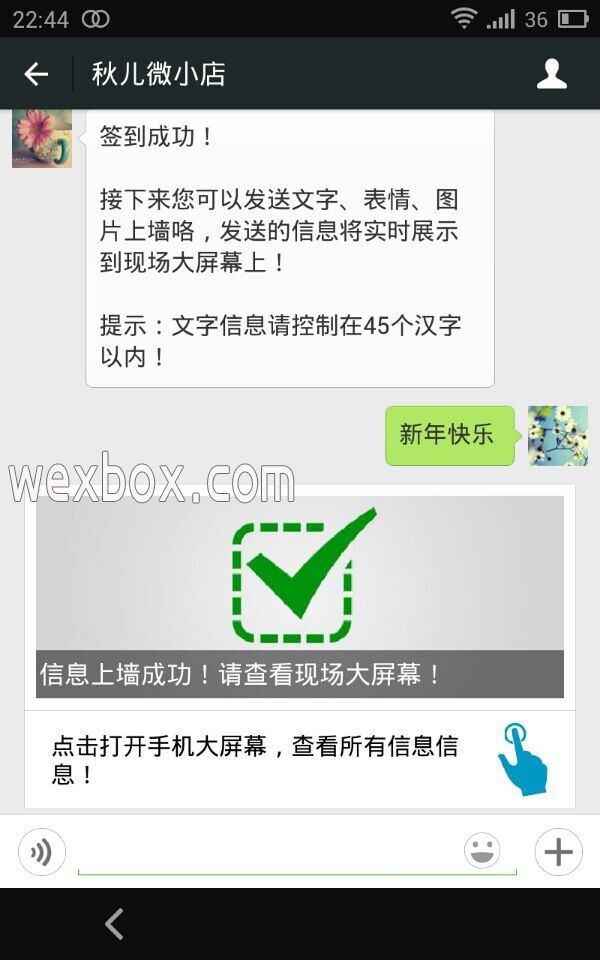 22:44
36
秋儿微小店
签到成功！
接下来您可以发送文字、表情、图
片上墙咯，发送的信息将实时展示
到现场大屏幕上！
提示：文字信息请控制在45个汉字
以内！
新年快乐
wexbox.com
信息上墙成功！请查看现场大屏幕！
点击打开手机大屏幕，查看所有信息信
息！